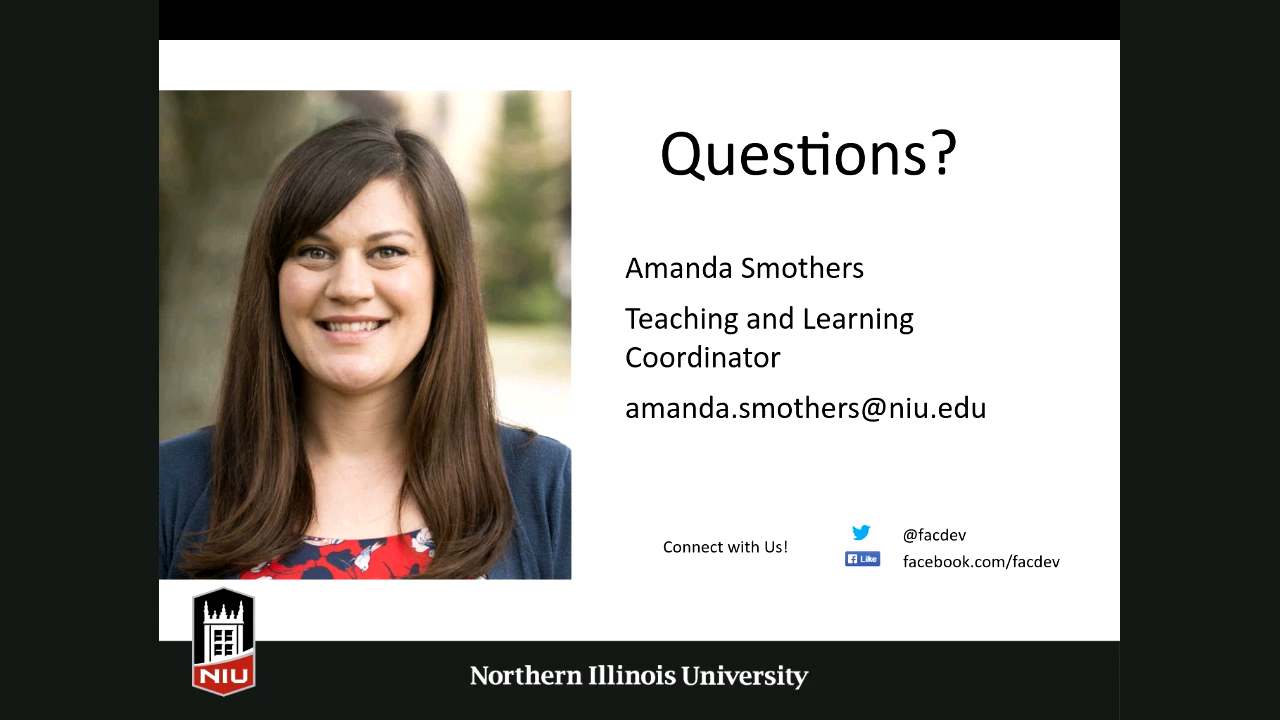 Questions?
Amanda Smothers
Teaching and Learning
Coordinator
amanda.smothers@niu.edu
Connect with Us!
@facdev
Like
facebook.com/facdev
NIU
Northern Illinois University